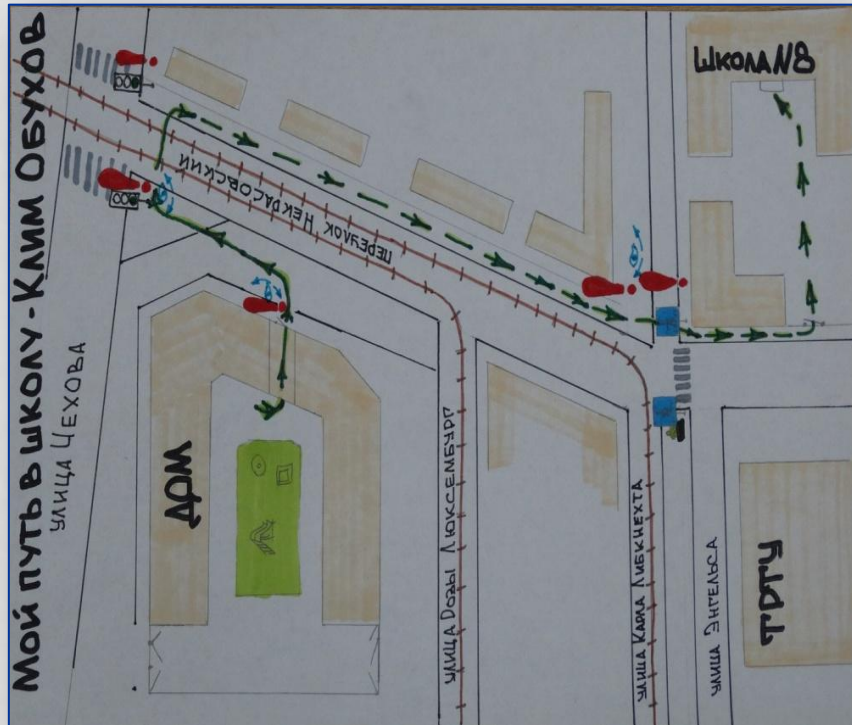 Мой путь в школу - Клим Обухов
улица Чехова
Школа N8
переулок Некрасовский
Дом
улица Розы Люксембург
улица Карла Либкнехта
улица Энгельса
ТРТУ